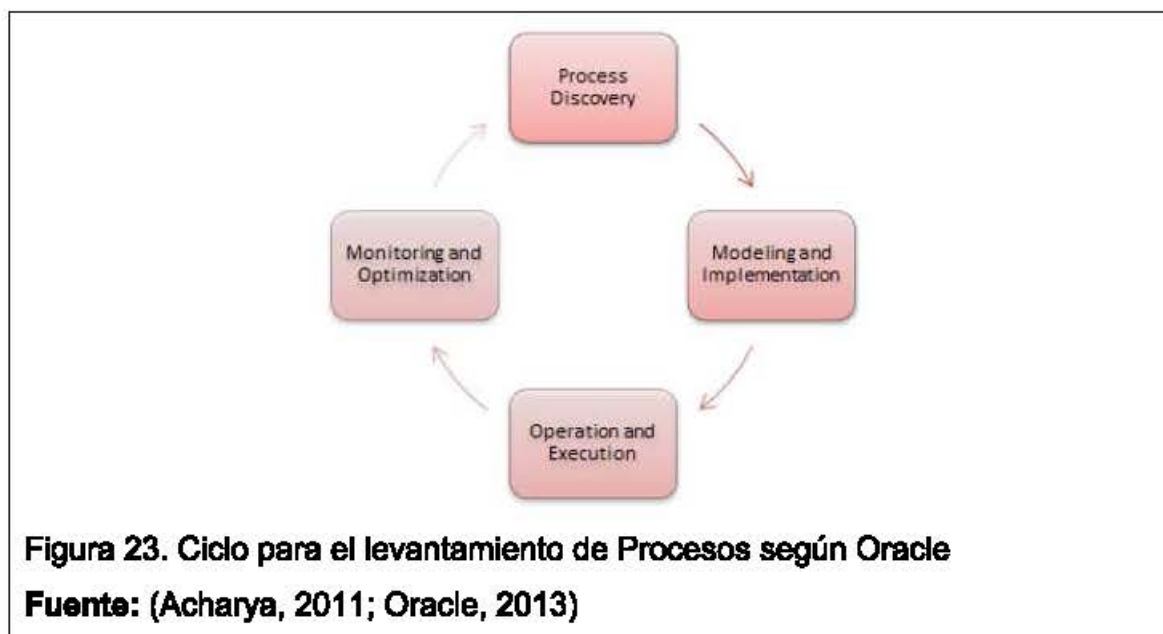 Process
Discovery
Monitoring and
Optimization
Modeling and
Implementation
Operation and
Execution
Figura 23. Ciclo para el levantamiento de Procesos según Oracle
Fuente: (Acharya, 2011; Oracle, 2013)